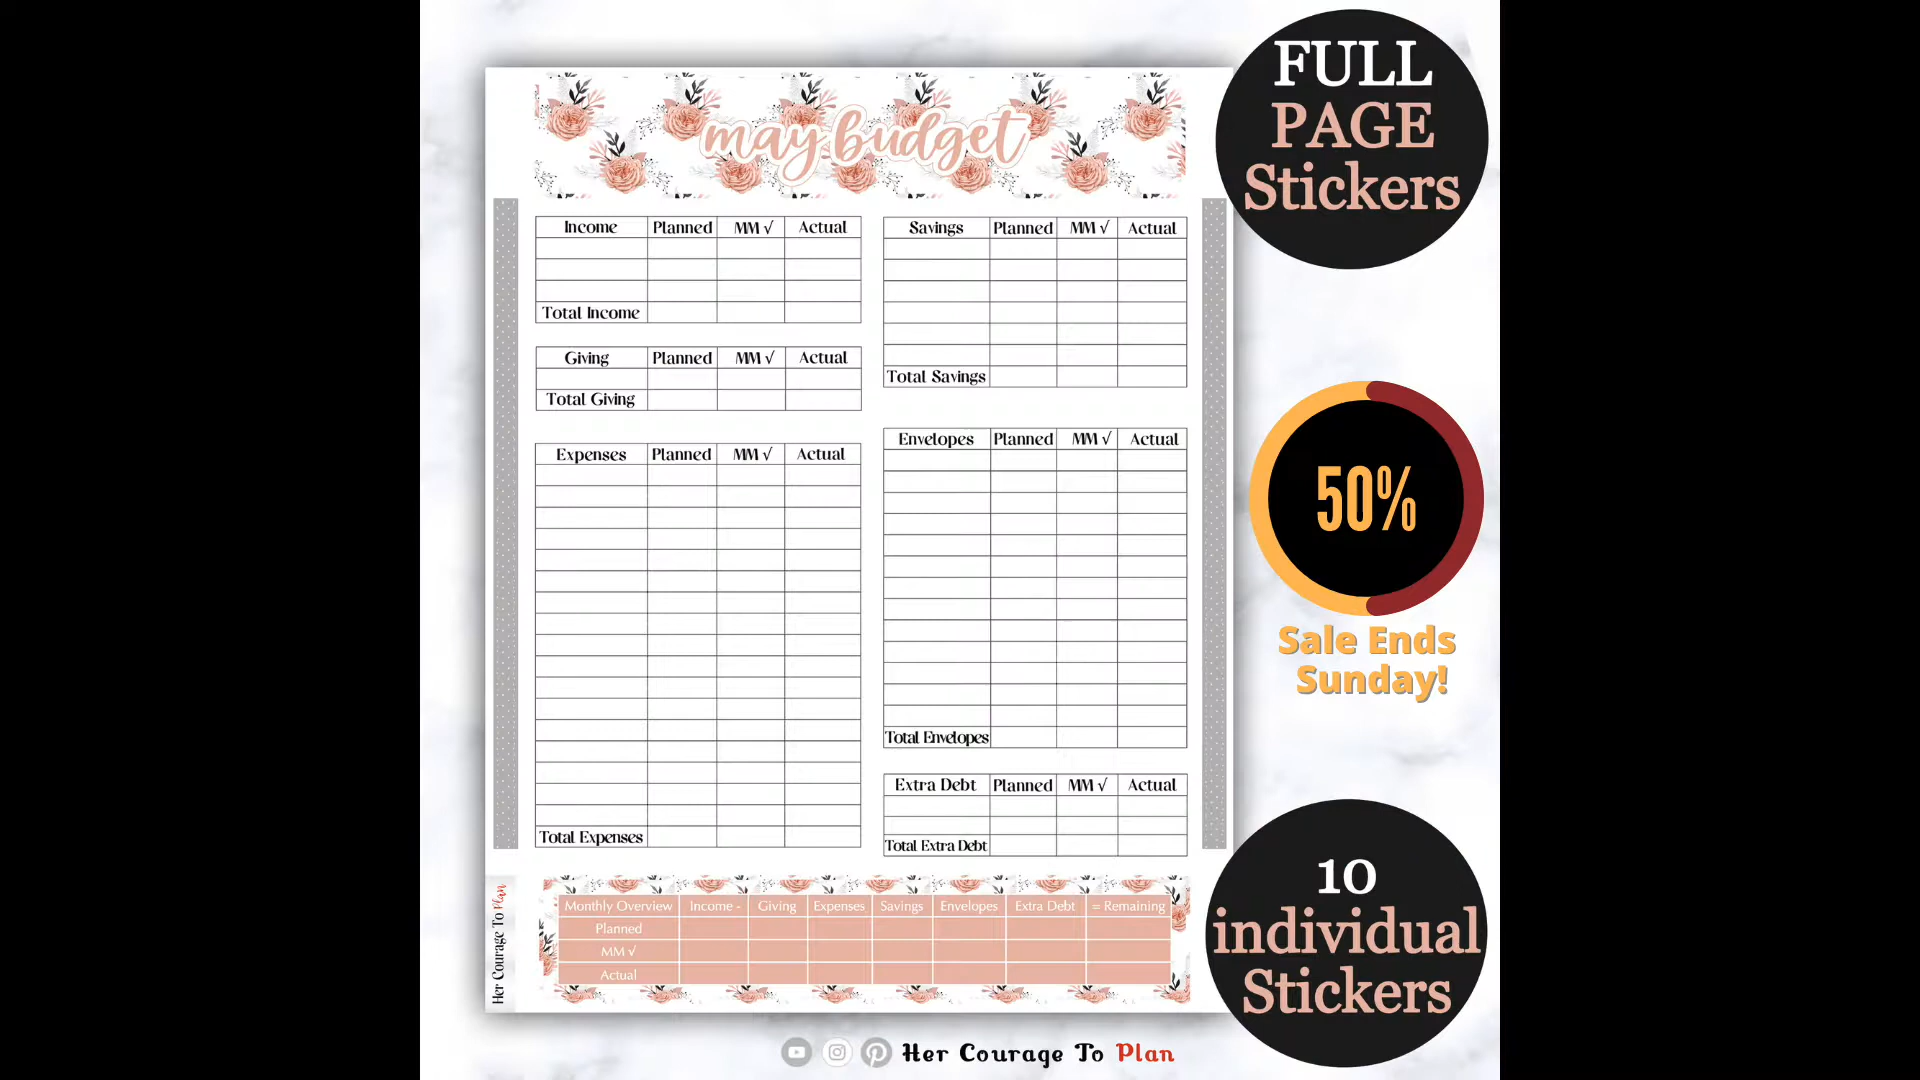 FULL
PAGE
Stickers
may budget
Income Planned MM √ Actual
Total Income
Giving Planned MM √ Actual
Total Giving
Expenses Planned MM √ Actual
Total Expenses
Savings Planned MM √ Actual
Total Savings
Envelopes Planned MM √ Actual
Total Envelopes
Extra Debt Planned MM √ Actual
Total Extra Debt
50%
Sale Ends
Sunday!
Monthly Overview Income - Giving Expenses Savings Envelopes Extra Debt = Remaining
Planned
MM √
Actual
Her Courage To Plan
10
individual
Stickers
Her Courage To Plan